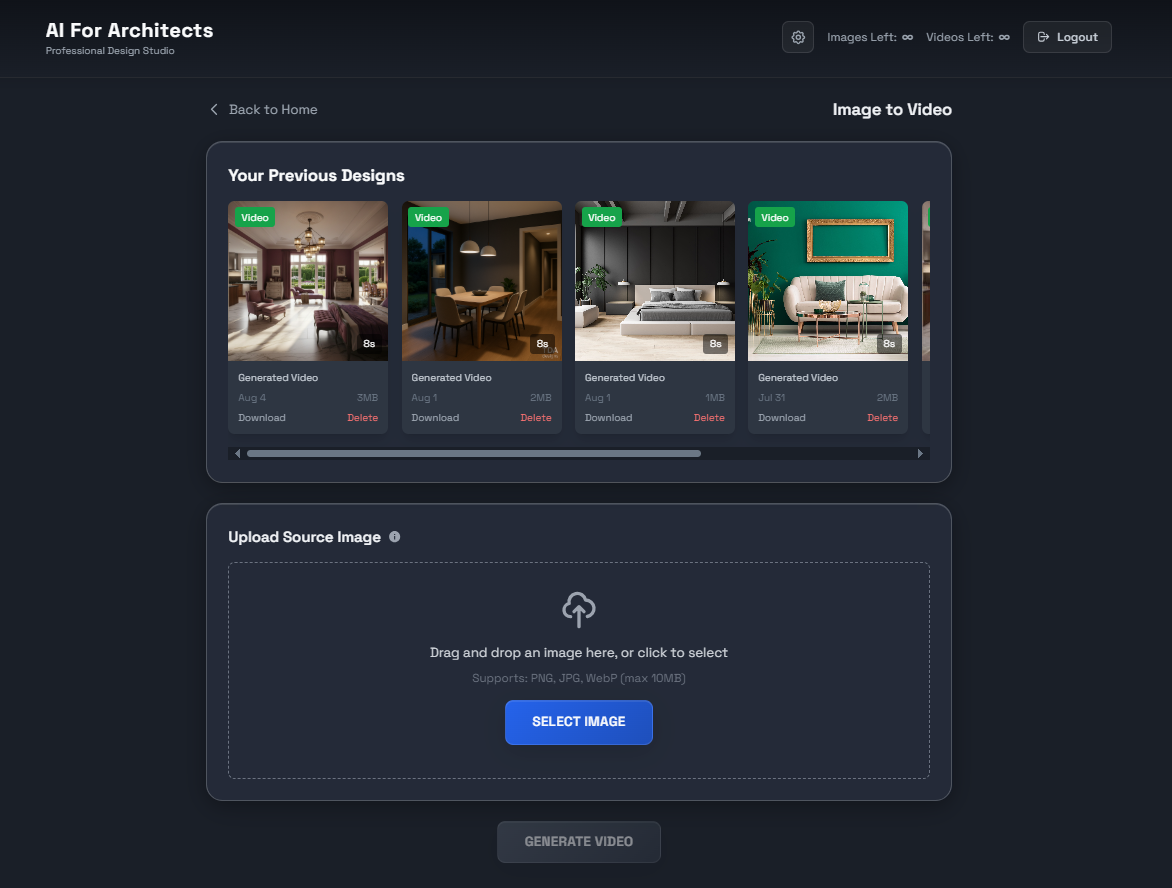 AI For Architects
Professional Design Studio
Images Left: ∞
Videos Left: ∞
Logout
Back to Home
Image to Video
Your Previous Designs
Video
8s
Generated Video
Aug 4
3MB
Download
Delete
Video
8s
Generated Video
Aug 1
2MB
Download
Delete
Video
8s
Generated Video
Aug 1
1MB
Download
Delete
Video
8s
Generated Video
Jul 31
2MB
Download
Delete
Upload Source Image
Drag and drop an image here, or click to select
Supports: PNG, JPG, WebP (max 10MB)
SELECT IMAGE
GENERATE VIDEO